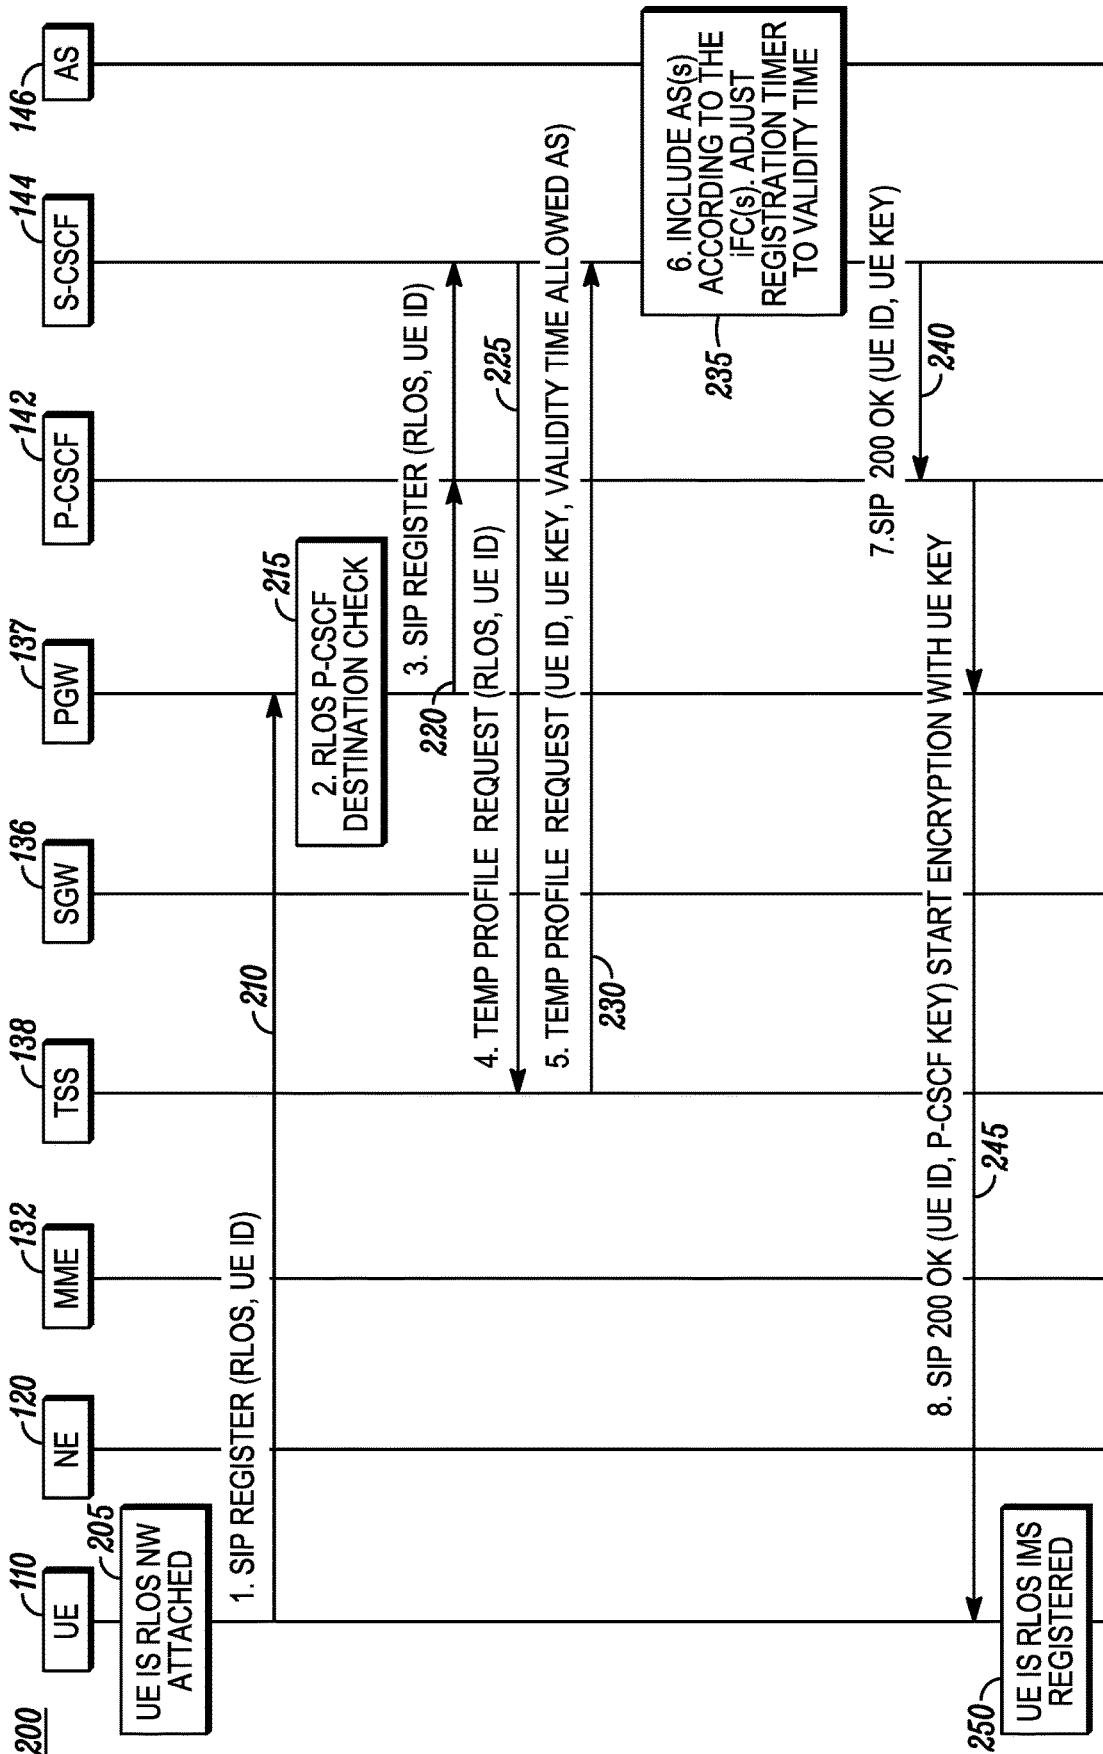 200
110
120
132
138
136
137
142
144
146
UE
NE
MME
TSS
SGW
PGW
P-CSCF
S-CSCF
AS
205
UE IS RLOS NW
ATTACHED
1. SIP REGISTER (RLOS, UE ID)
210
215
2. RLOS P-CSCF
DESTINATION CHECK
3. SIP REGISTER (RLOS, UE ID)
220
4. TEMP PROFILE REQUEST (RLOS, UE ID)
225
5. TEMP PROFILE REQUEST (UE ID, UE KEY, VALIDITY TIME ALLOWED AS)
230
6. INCLUDE AS(s)
ACCORDING TO THE
iFC(s). ADJUST
REGISTRATION TIMER
TO VALIDITY TIME
235
7.SIP 200 OK (UE ID, UE KEY)
240
8. SIP 200 OK (UE ID, P-CSCF KEY) START ENCRYPTION WITH UE KEY
245
250
UE IS RLOS IMS
REGISTERED